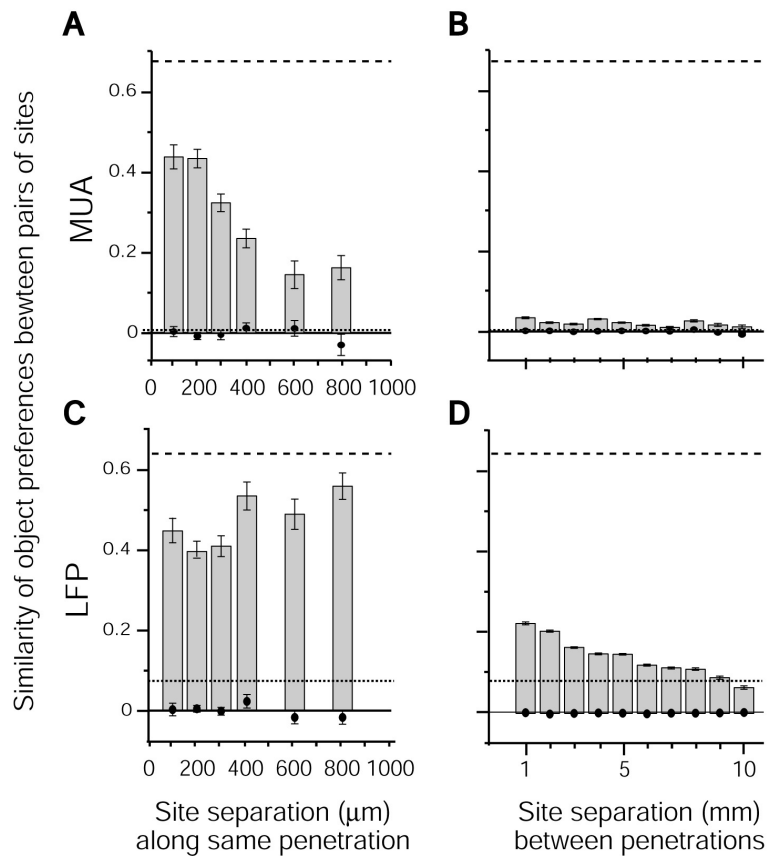 A
B
Similarity of object preferences bewteen pairs of sites
MUA
0.6
0.4
0.2
0
0 200 400 600 800 1000
C
D
LFP
0.6
0.4
0.2
0
0 200 400 600 800 1000
1 5 10
Site separation (μm)
along same penetration
Site separation (mm)
between penetrations